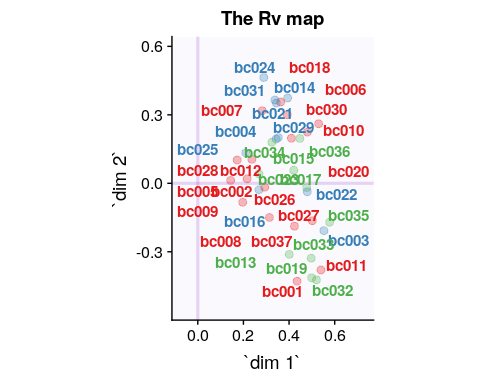 The Rv map
0.6
bc024
bc018
bc031
bc014
bc006
0.3
bc007
bc021
bc030
bc004
bc029
bc010
bc025
bc034
bc015
bc036
bc028
bc012
bc020
0.0
bc023
bc017
bc002
bc026
bc022
bc009
bc016
bc027
bc035
bc008
bc037
bc033
bc003
-0.3
bc013
bc019
bc011
bc001
bc032
0.0
0.2
0.4
0.6
`dim 1`
`dim 2`